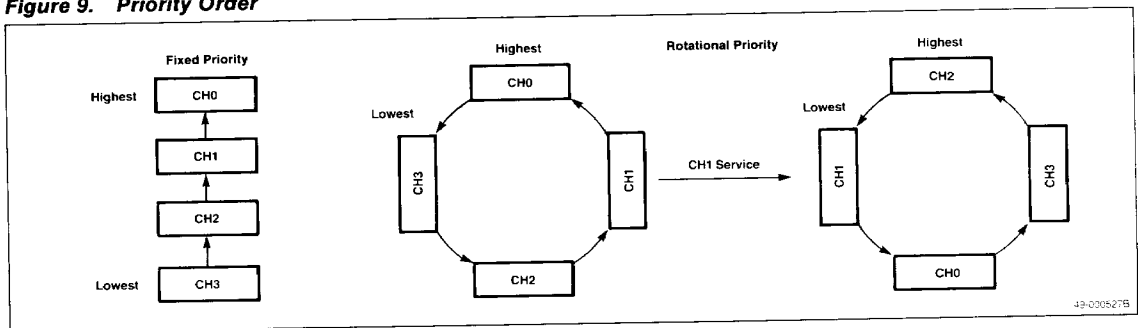 Figure 9. Priority Order
Fixed Priority
Highest
CH0
CH1
CH2
Lowest
CH3
Rotational Priority
Highest
CH0
Lowest
CH3
CH1
CH2
CH1 Service
Highest
CH2
Lowest
CH1
CH3
CH0
49-000527B